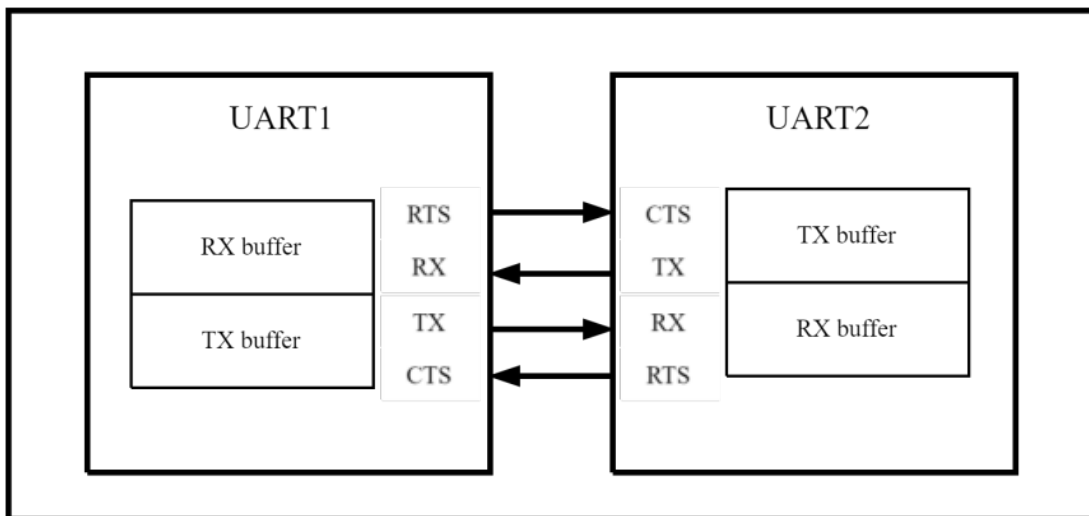 UART1
RX buffer
TX buffer
RTS
RX
TX
CTS
UART2
CTS
TX
RX
RTS
TX buffer
RX buffer